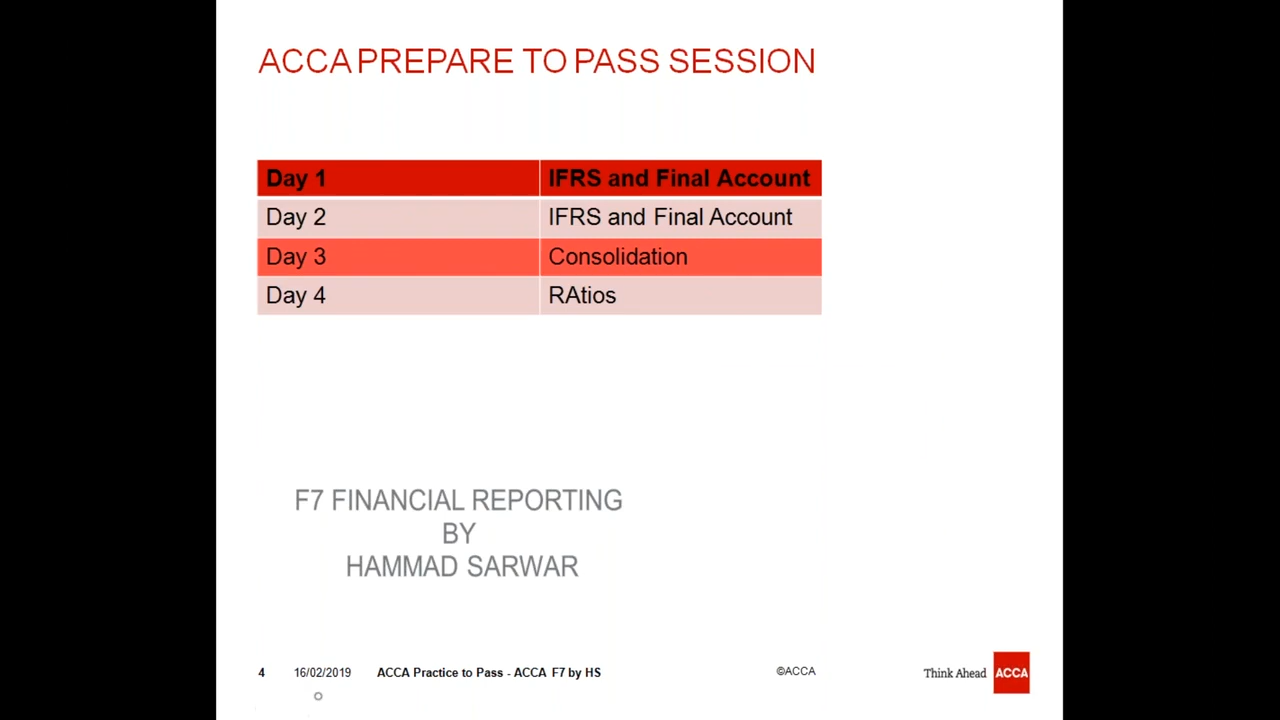 ACCA PREPARE TO PASS SESSION
Day 1 IFRS and Final Account
Day 2 IFRS and Final Account
Day 3 Consolidation
Day 4 RAtios
F7 FINANCIAL REPORTING
BY
HAMMAD SARWAR
4 16/02/2019 ACCA Practice to Pass - ACCA F7 by HS ©ACCA Think Ahead ACCA